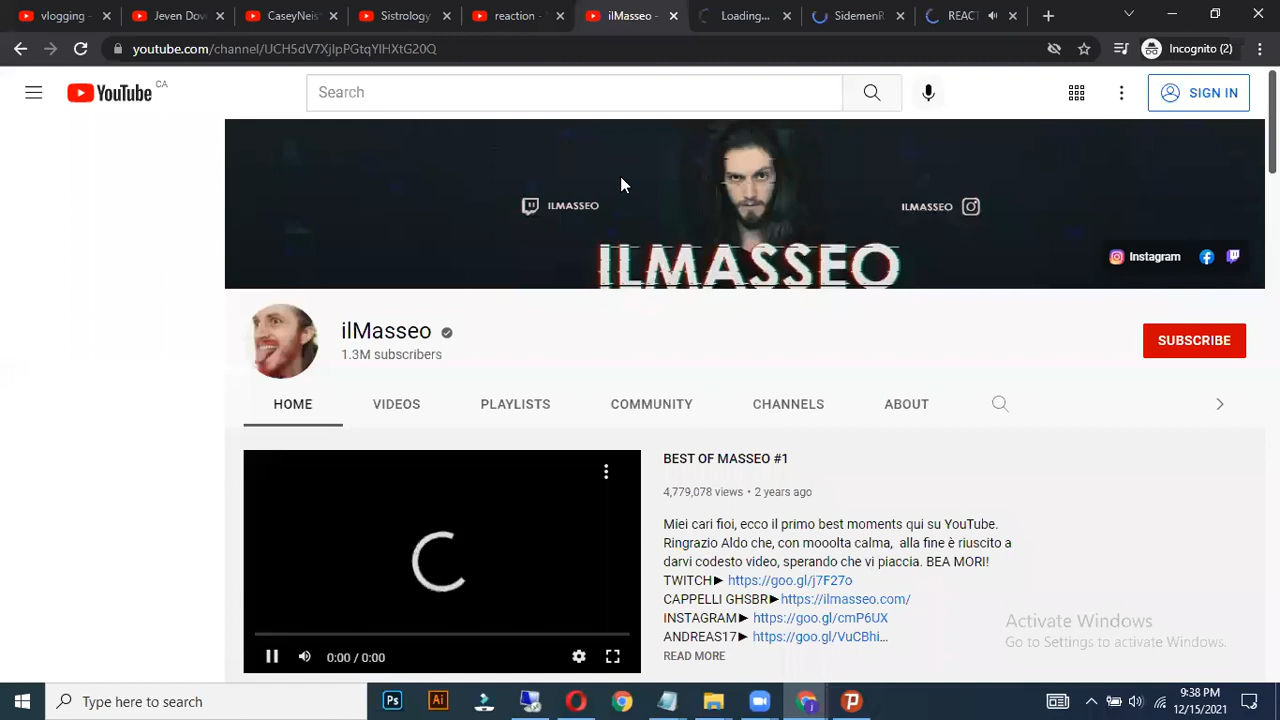 vlogging -
Jeven Dov
CaseyNeis
Sistrology
reaction - 
ilMasseo -
Loading...
SidemenR
REACT
youtube.com/channel/UCH5dV7XjIpPGtqYIHXtG20Q
Incognito (2)
YouTube CA
Search
SIGN IN
ILMASSEO
ILMASSEO
ILMASSEO
Instagram
ilMasseo
1.3M subscribers
SUBSCRIBE
HOME VIDEOS PLAYLISTS COMMUNITY CHANNELS ABOUT
BEST OF MASSEO #1
4,779,078 views • 2 years ago
Miei cari fioi, ecco il primo best moments qui su YouTube.
Ringrazio Aldo che, con mooolta calma, alla fine è riuscito a
darvi codesto video, sperando che vi piaccia. BEA MORI!
TWITCH► https://goo.gl/j7F27o
CAPPELLI GHSBR►https://ilmasseo.com/
INSTAGRAM► https://goo.gl/cmP6UX
ANDREAS17► https://goo.gl/VuCBhi...
READ MORE
0:00 / 0:00
Activate Windows
Go to Settings to activate Windows.
Type here to search
Ps
Ai
9:38 PM
12/15/2021